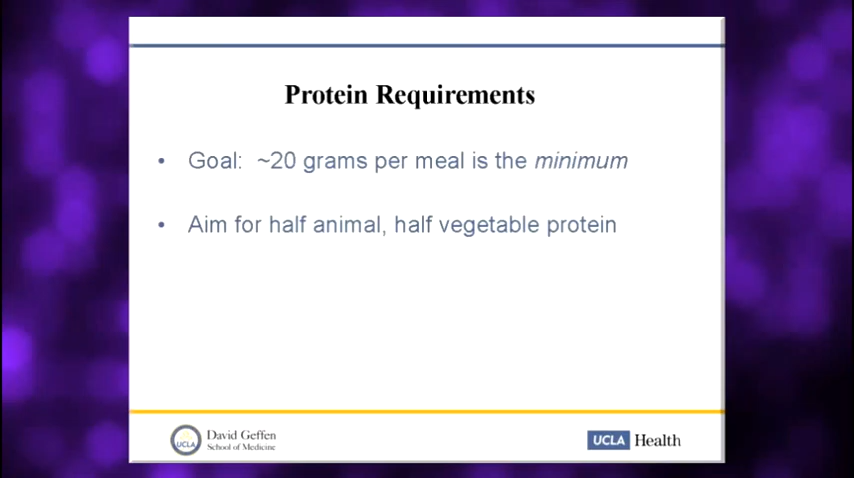 Protein Requirements
• Goal: ~20 grams per meal is the minimum
• Aim for half animal, half vegetable protein
UCLA
David Geffen
School of Medicine
UCLA Health